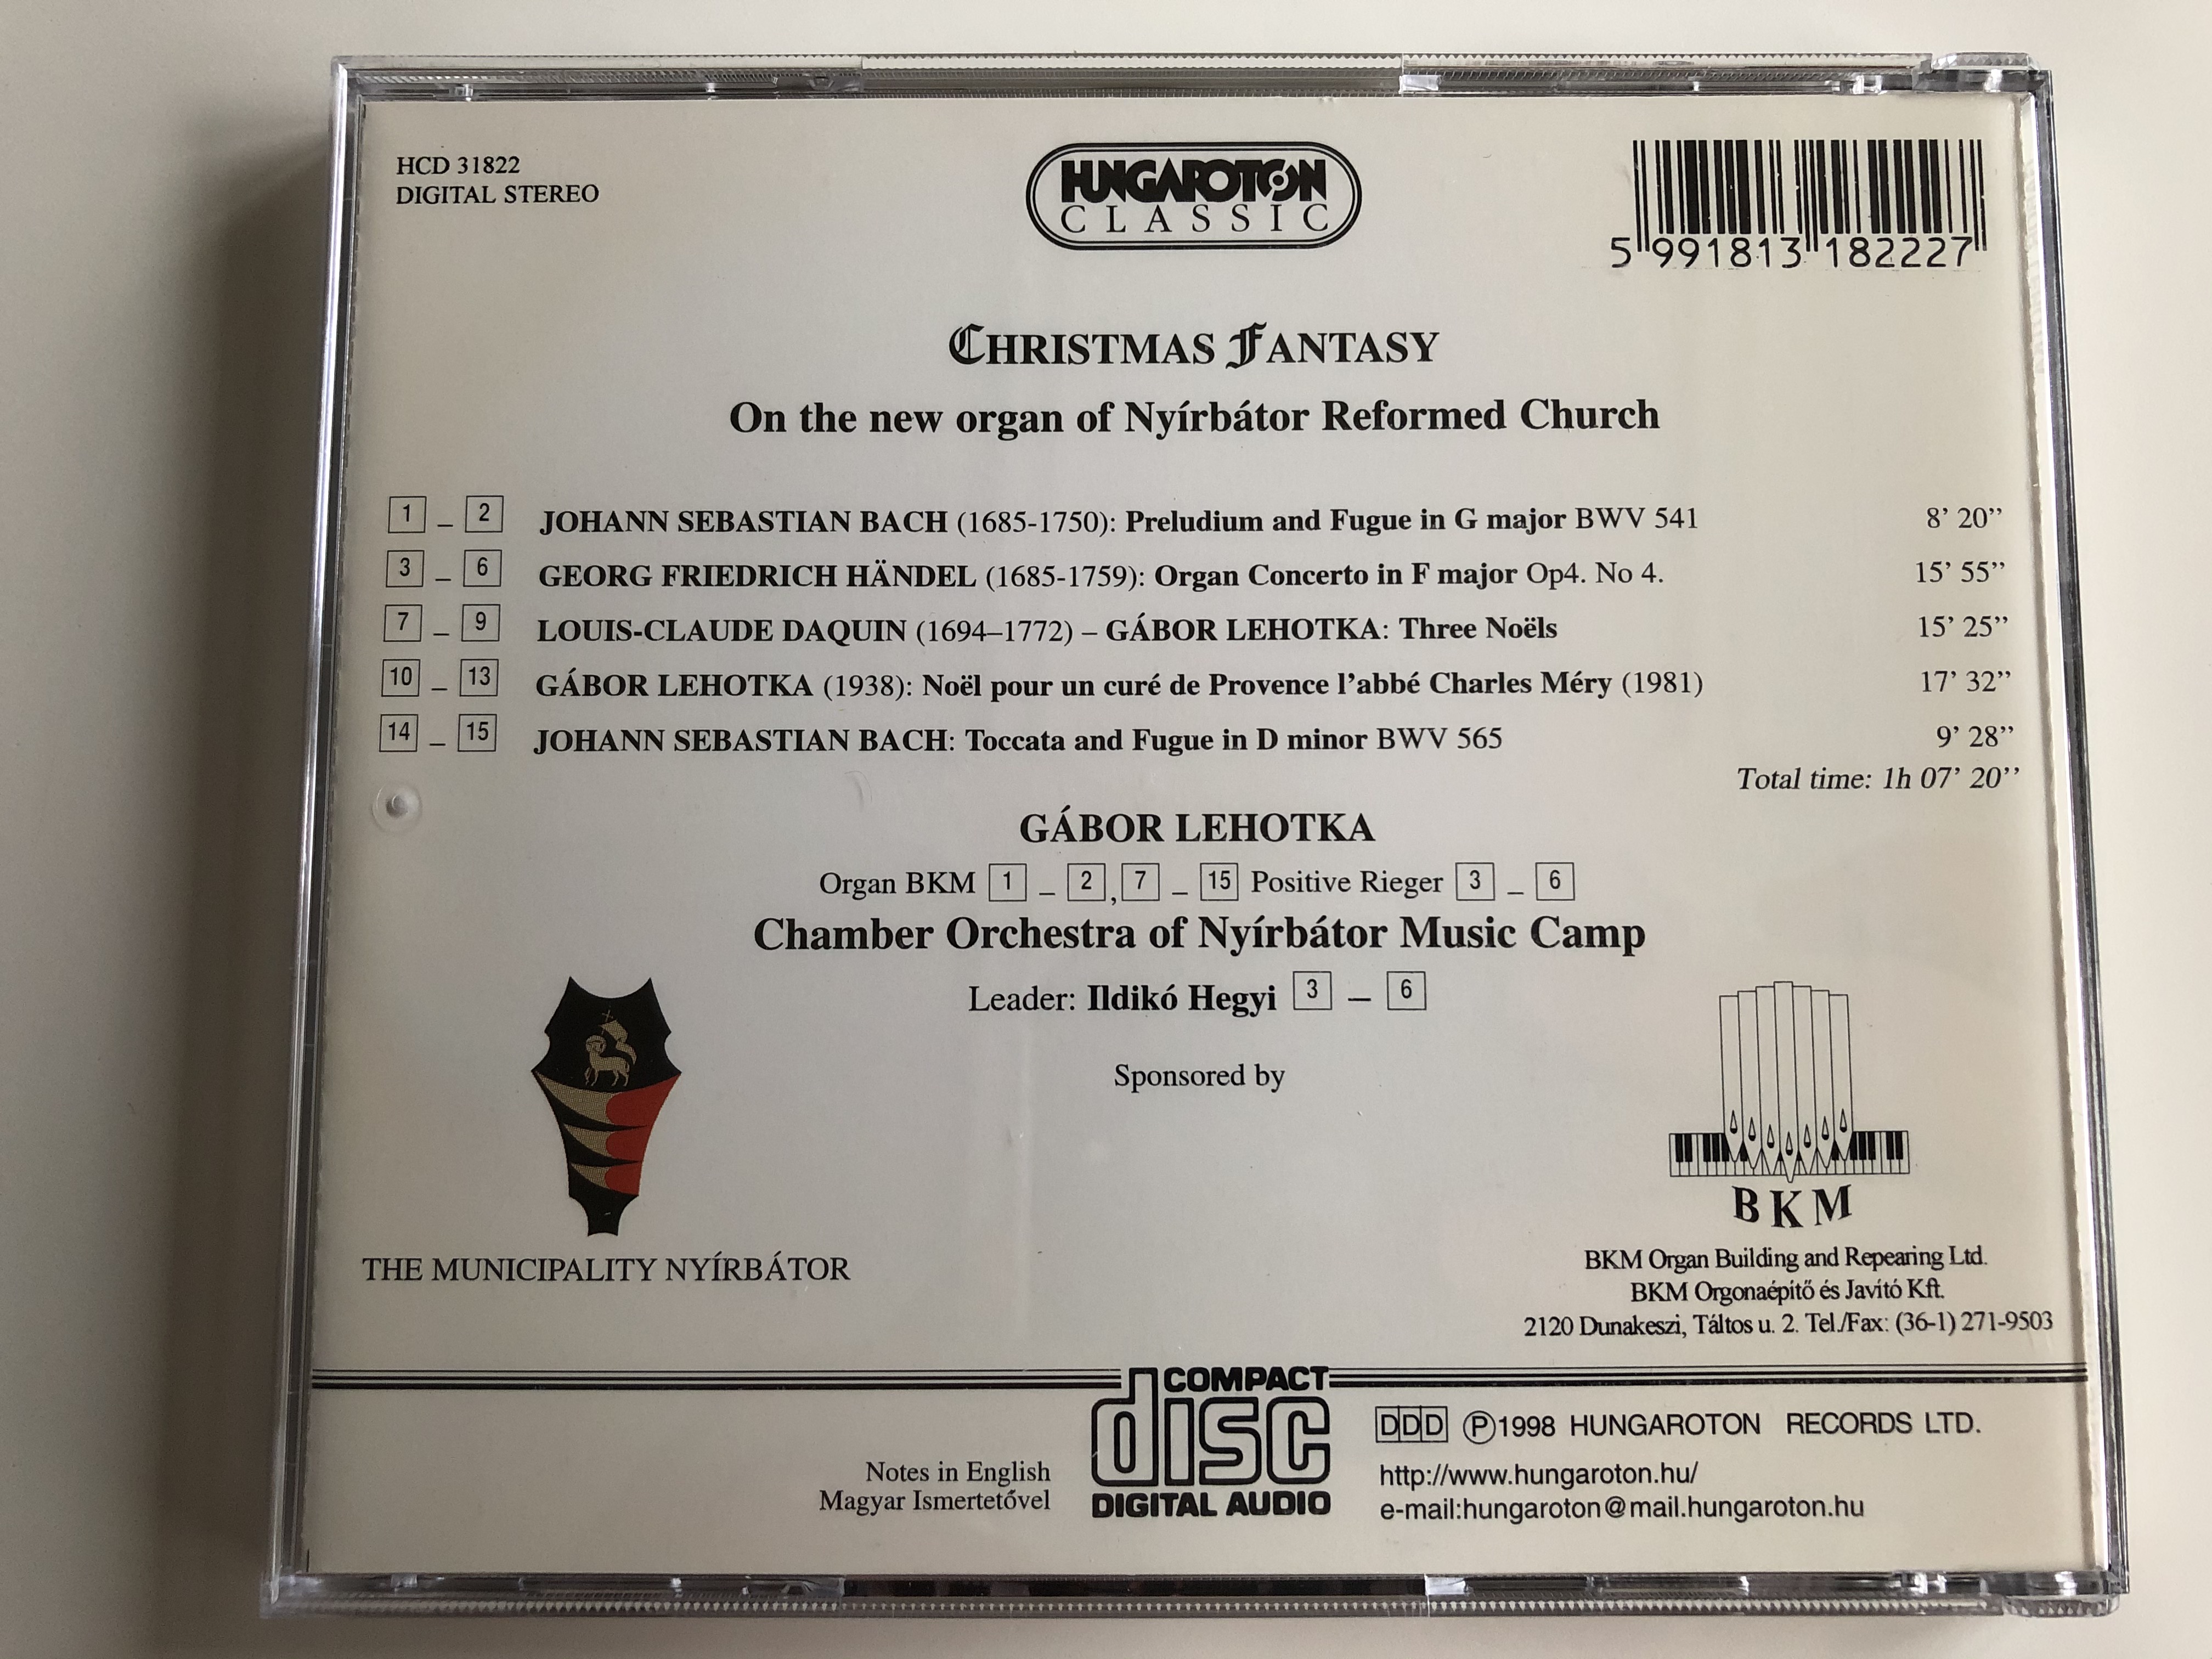 HCD 31822
DIGITAL STEREO
HUNGAROTON
CLASSIC
5 991813 182227
CHRISTMAS FANTASY
On the new organ of Nyírbátor Reformed Church
1 – 2 JOHANN SEBASTIAN BACH (1685-1750): Preludium and Fugue in G major BWV 541 8’ 20”
3 – 6 GEORG FRIEDRICH HÄNDEL (1685-1759): Organ Concerto in F major Op4. No 4. 15’ 55”
7 – 9 LOUIS-CLAUDE DAQUIN (1694–1772) – GÁBOR LEHOTKA: Three Noëls 15’ 25”
10 – 13 GÁBOR LEHOTKA (1938): Noël pour un curé de Provence l’abbé Charles Méry (1981) 17’ 32”
14 – 15 JOHANN SEBASTIAN BACH: Toccata and Fugue in D minor BWV 565 9’ 28”
Total time: 1h 07’ 20’’
GÁBOR LEHOTKA
Organ BKM 1 – 2, 7 – 15 Positive Rieger 3 – 6
Chamber Orchestra of Nyírbátor Music Camp
Leader: Ildikó Hegyi 3 – 6
Sponsored by
THE MUNICIPALITY NYÍRBÁTOR
BKM
BKM Organ Building and Repearing Ltd.
BKM Orgonaépítő és Javító Kft.
2120 Dunakeszi, Táltos u. 2. Tel./Fax: (36-1) 271-9503
COMPACT
disc
DIGITAL AUDIO
Notes in English
Magyar Ismertetővel
DDD Ⓟ1998 HUNGAROTON RECORDS LTD.
http://www.hungaroton.hu/
e-mail:hungaroton@mail.hungaroton.hu